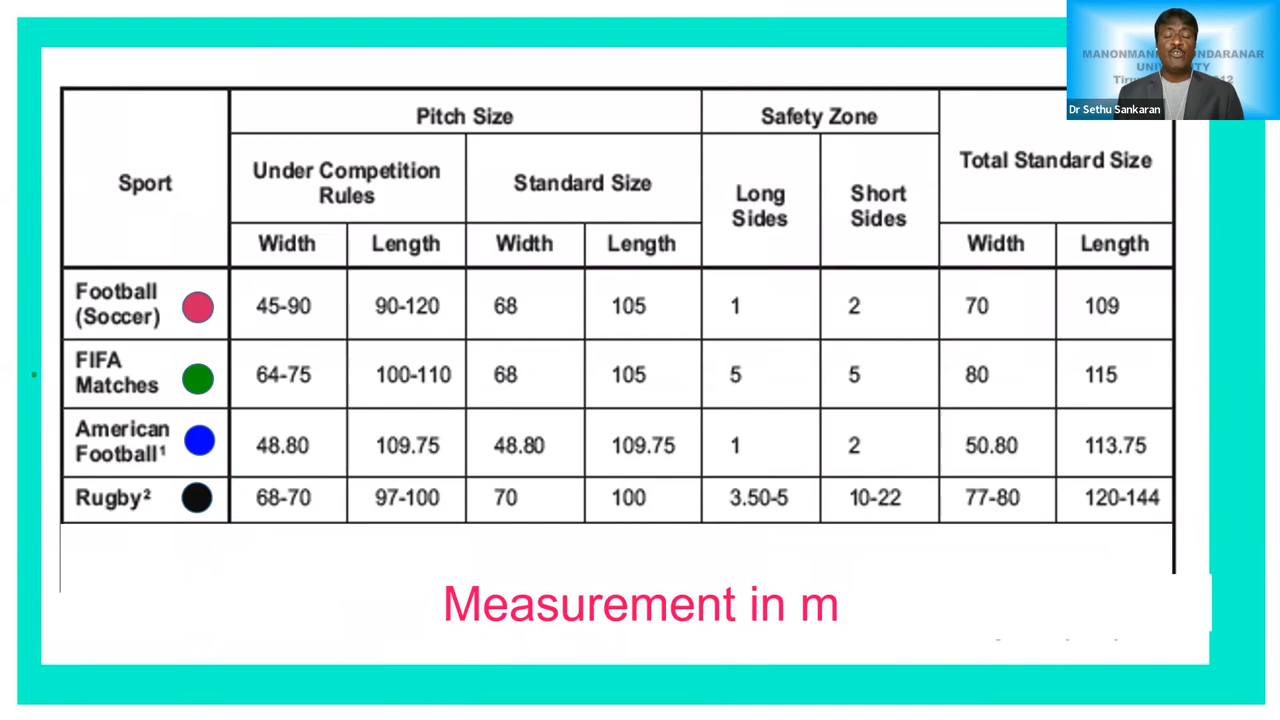 MANONMANI
UNIVERSITY
Dr Sethu Sankaran
Sport
Pitch Size
Safety Zone
Total Standard Size
Under Competition
Rules
Standard Size
Long
Sides
Short
Sides
Width Length Width Length Width Length
Football
(Soccer) 45-90 90-120 68 105 1 2 70 109
FIFA
Matches 64-75 100-110 68 105 5 5 80 115
American
Football¹ 48.80 109.75 48.80 109.75 1 2 50.80 113.75
Rugby² 68-70 97-100 70 100 3.50-5 10-22 77-80 120-144
Measurement in m